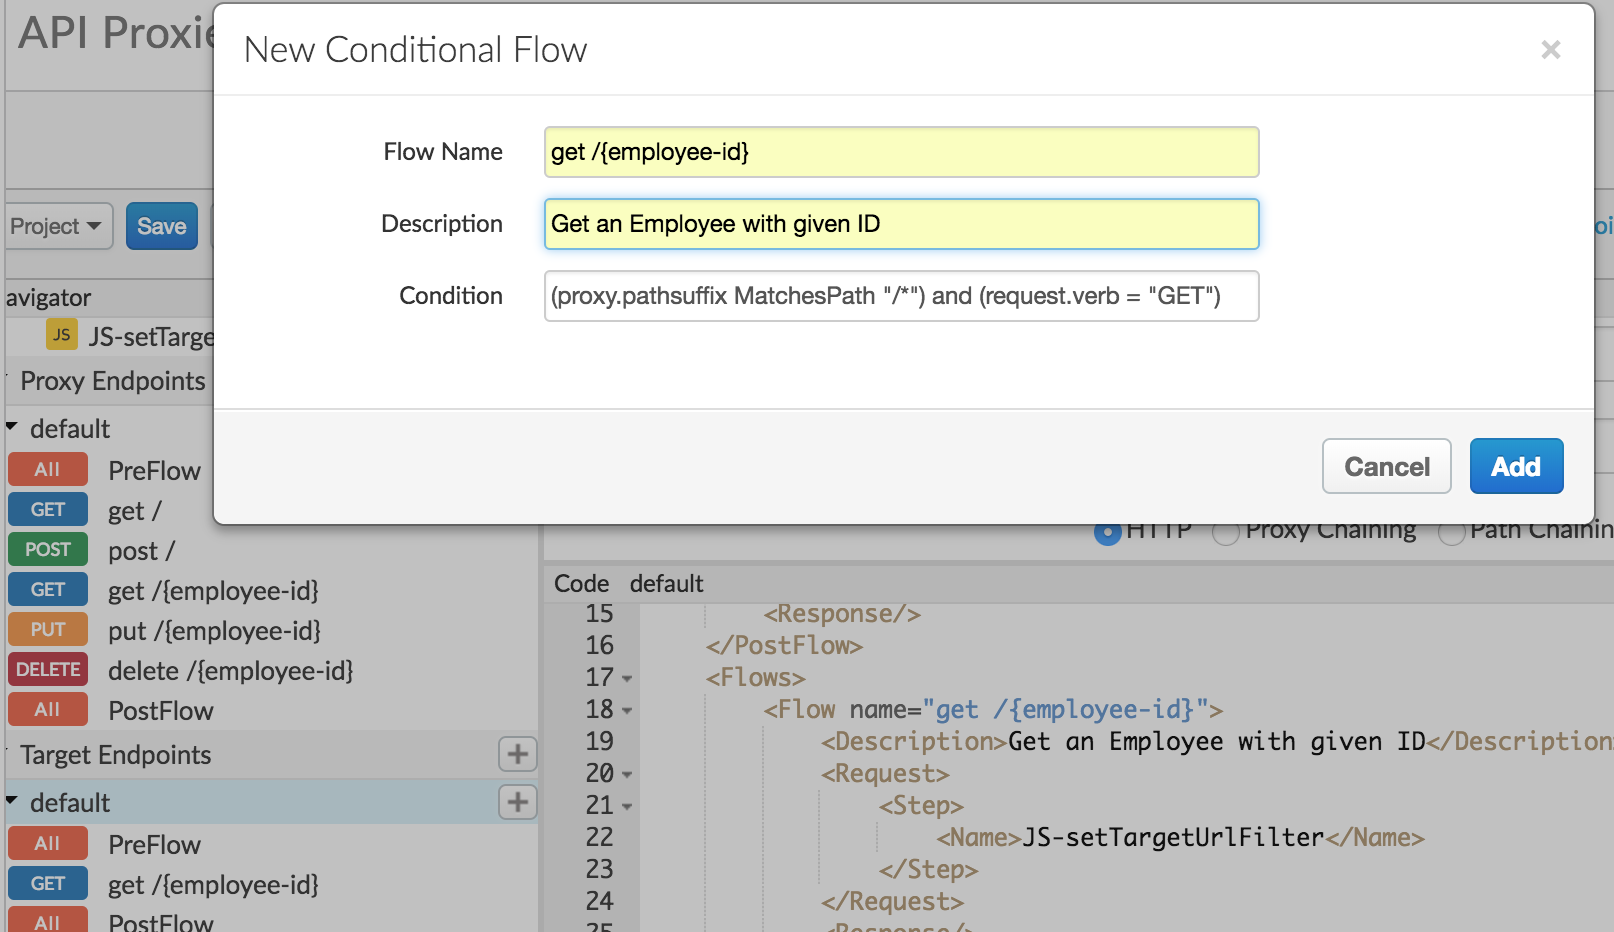 API Proxie
New Conditional Flow
×
Flow Name
get /{employee-id}
Description
Get an Employee with given ID
Condition
(proxy.pathsuffix MatchesPath "/*") and (request.verb = "GET")
Cancel
Add
Project
Save
oi
avigator
JS JS-setTarge
Proxy Endpoints
default
All PreFlow
GET get /
POST post /
GET get /{employee-id}
PUT put /{employee-id}
DELETE delete /{employee-id}
All PostFlow
Target Endpoints
default
All PreFlow
GET get /{employee-id}
All PostFlow
HTTP Proxy Chaining Path Chainin
Code default
15 <Response/>
16 </PostFlow>
17 <Flows>
18 <Flow name="get /{employee-id}">
19 <Description>Get an Employee with given ID</Description
20 <Request>
21 <Step>
22 <Name>JS-setTargetUrlFilter</Name>
23 </Step>
24 </Request>
25 <Response/>